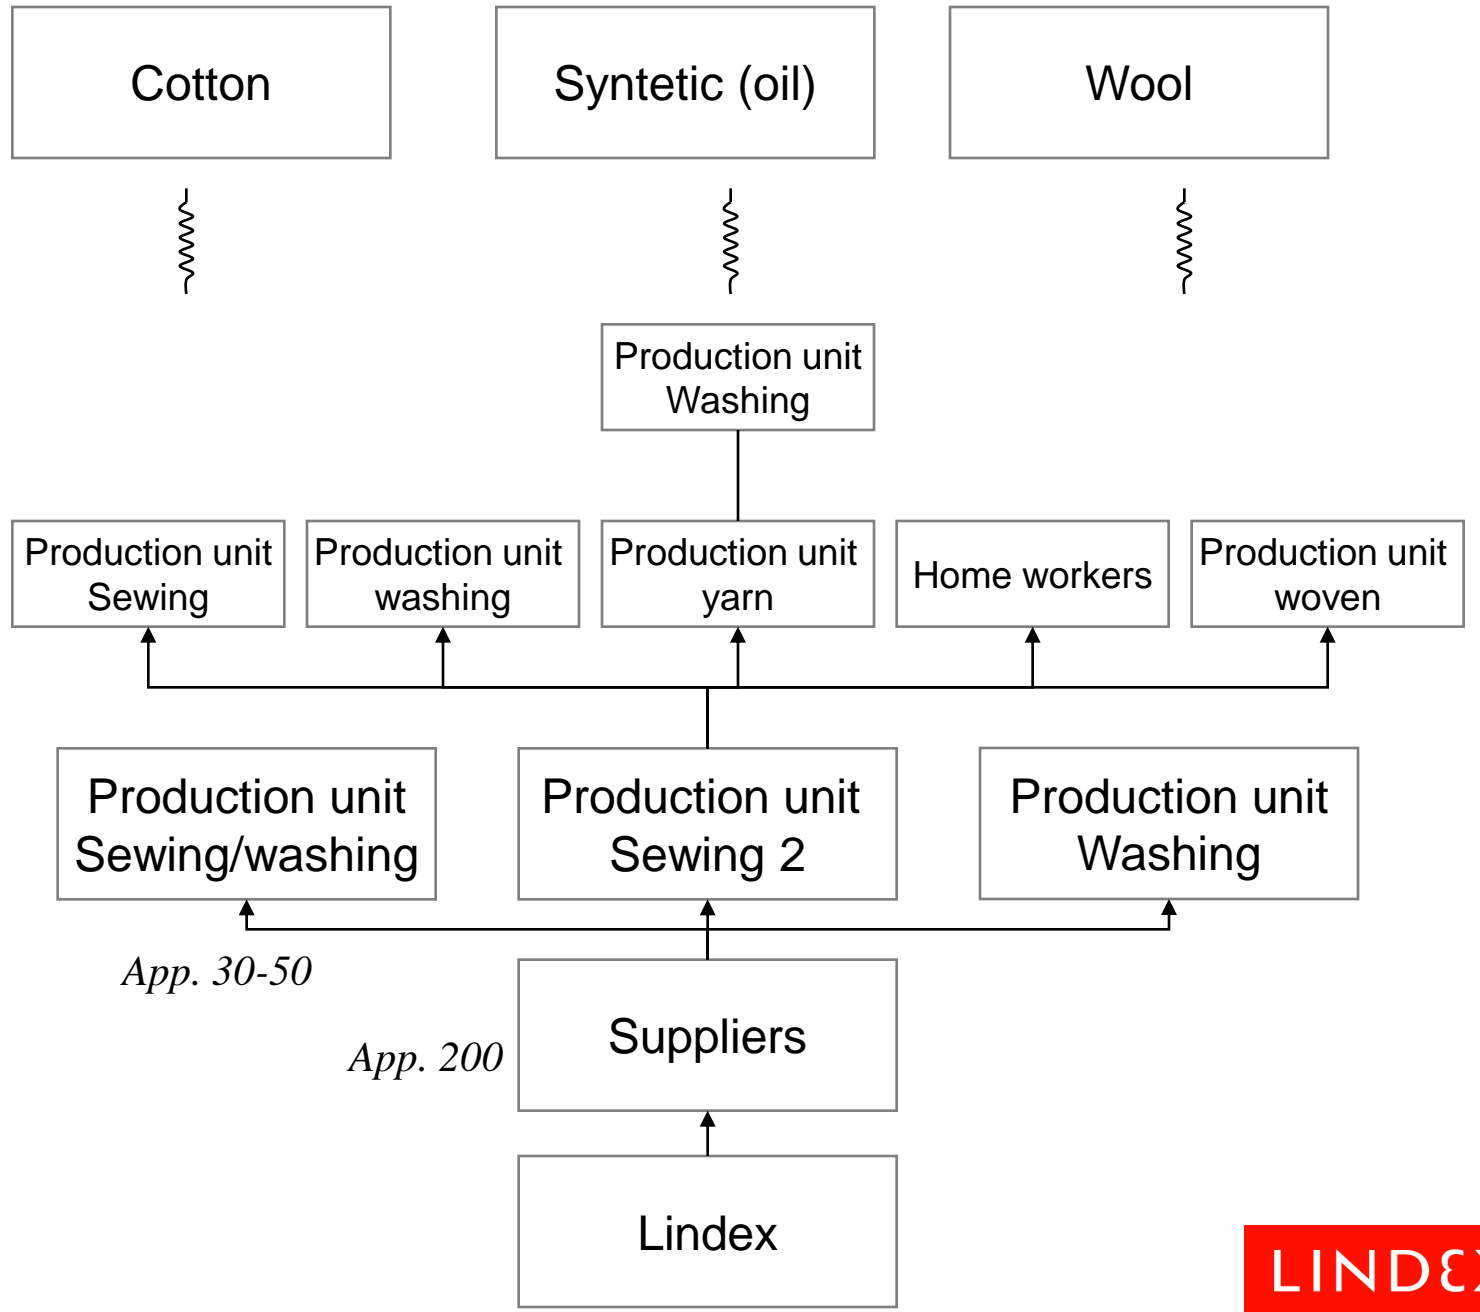 Cotton
Syntetic (oil)
Wool
Production unit
Washing
Production unit
Sewing
Production unit
washing
Production unit
yarn
Home workers
Production unit
woven
Production unit
Sewing/washing
Production unit
Sewing 2
Production unit
Washing
App. 30-50
App. 200
Suppliers
Lindex
LINDEX